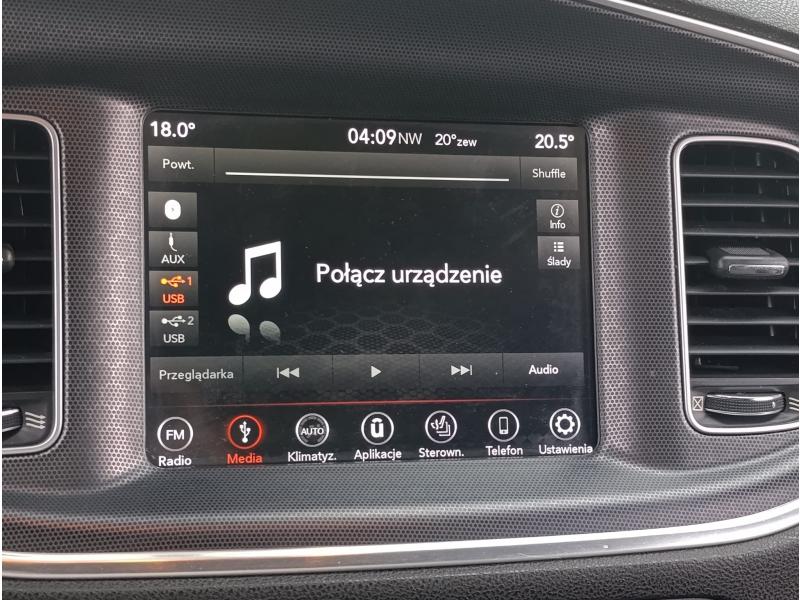 18.0° 04:09NW 20°zew 20.5°
Powt. Shuffle
Info
AUX
Ślady
1
USB
Połącz urządzenie
2
USB
Przeglądarka Audio
FM AUTO
Radio Media Klimatyz. Aplikacje Sterown. Telefon Ustawienia